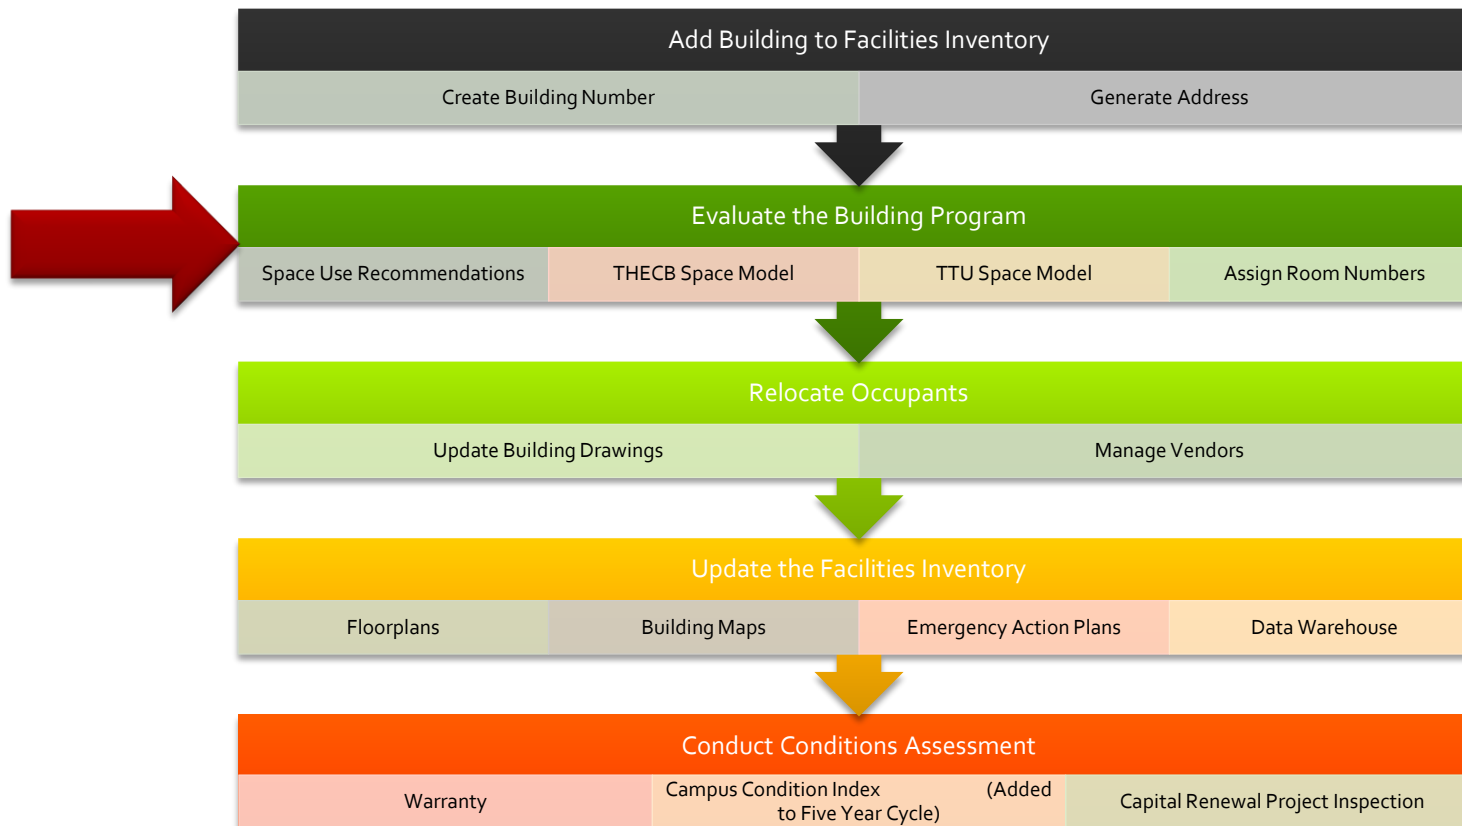 Add Building to Facilities Inventory
Create Building Number
Generate Address
Evaluate the Building Program
Space Use Recommendations
THECB Space Model
TTU Space Model
Assign Room Numbers
Relocate Occupants
Update Building Drawings
Manage Vendors
Update the Facilities Inventory
Floorplans
Building Maps
Emergency Action Plans
Data Warehouse
Conduct Conditions Assessment
Warranty
Campus Condition Index (Added
to Five Year Cycle)
Capital Renewal Project Inspection